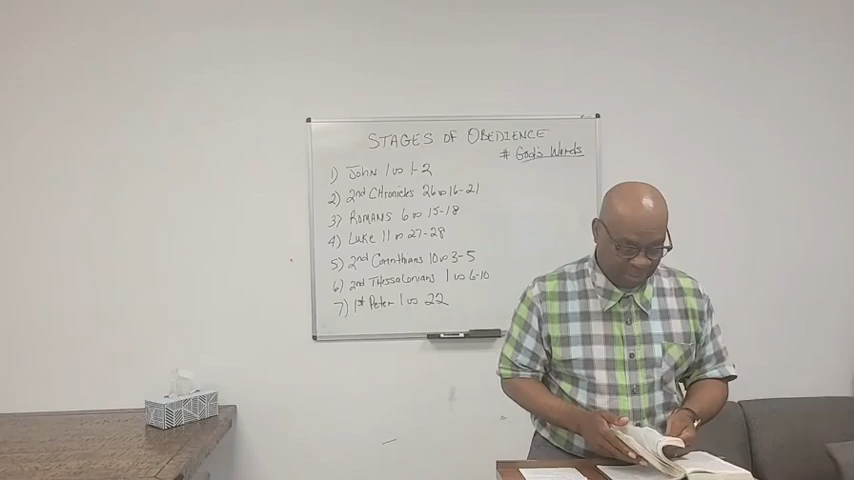 STAGES OF OBEDIENCE
# God's Words
1) John 1 vs 1-2
2) 2nd Chronicles 26 vs 16-21
3) Romans 6 vs 15-18
4) Luke 11 vs 27-28
5) 2nd Corinthians 10 vs 3-5
6) 2nd Thessalonians 1 vs 6-10
7) 1st Peter 1 vs 22